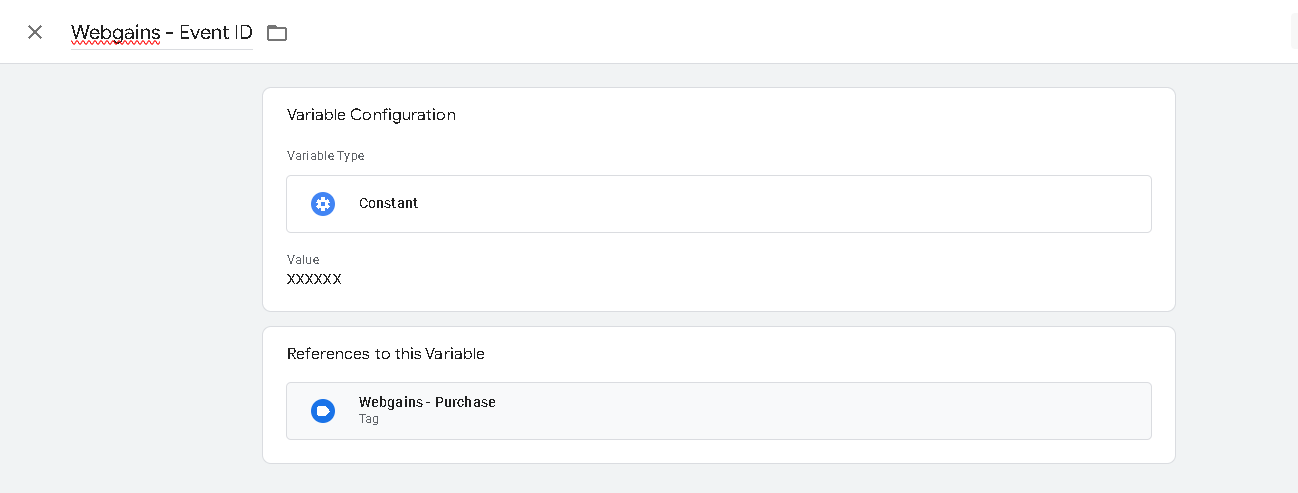 Webgains - Event ID
Variable Configuration
Variable Type
Constant
Value
XXXXXX
References to this Variable
Webgains - Purchase
Tag